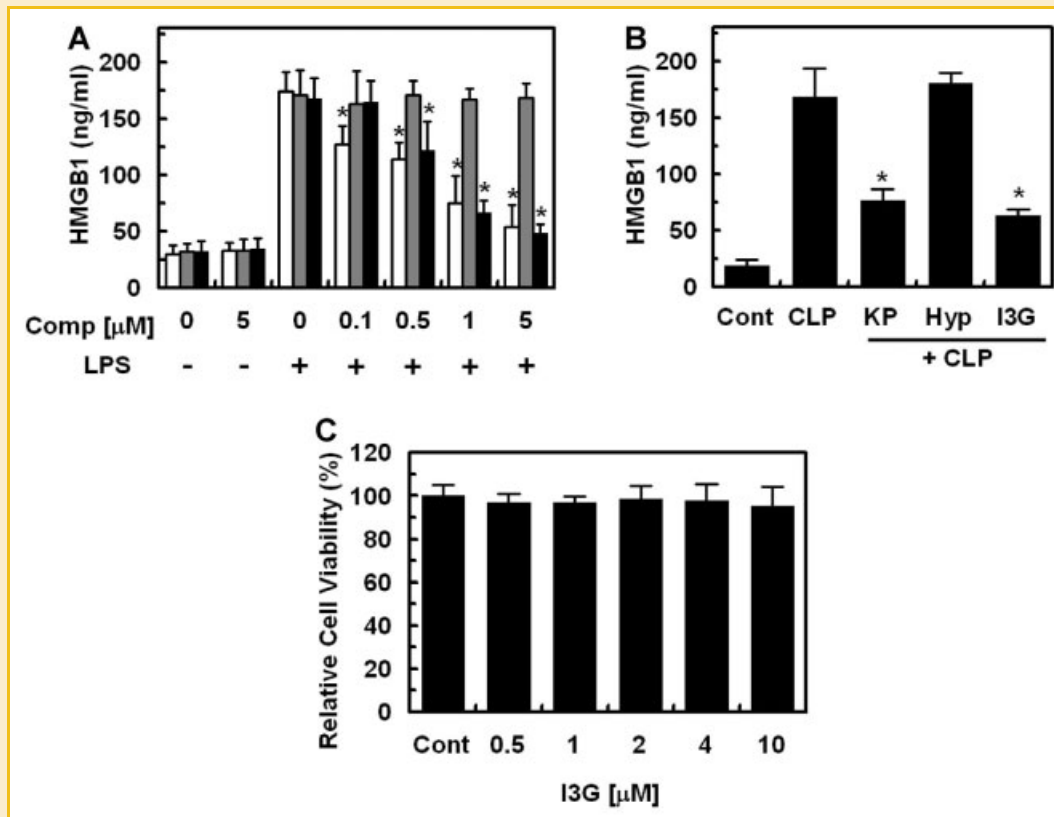 A
HMGB1 (ng/ml)
200
150
100
50
0
Comp [μM] 0 5 0 0.1 0.5 1 5
LPS - - + + + + +
* * * * * * *
B
HMGB1 (ng/ml)
200
150
100
50
0
* *
Cont CLP KP Hyp I3G
+ CLP
C
Relative Cell Viability (%)
120
100
80
60
40
20
0
Cont 0.5 1 2 4 10
I3G [μM]